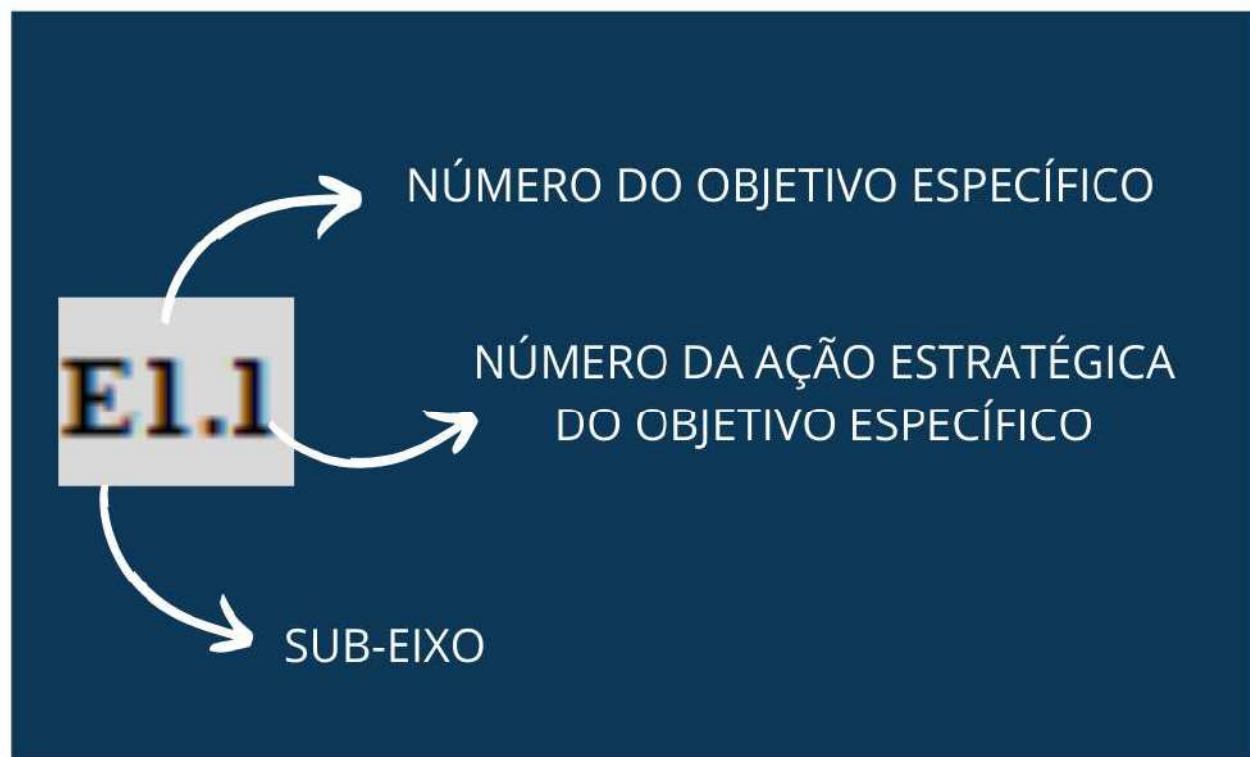 NÚMERO DO OBJETIVO ESPECÍFICO
E1.1
NÚMERO DA AÇÃO ESTRATÉGICA
DO OBJETIVO ESPECÍFICO
SUB-EIXO